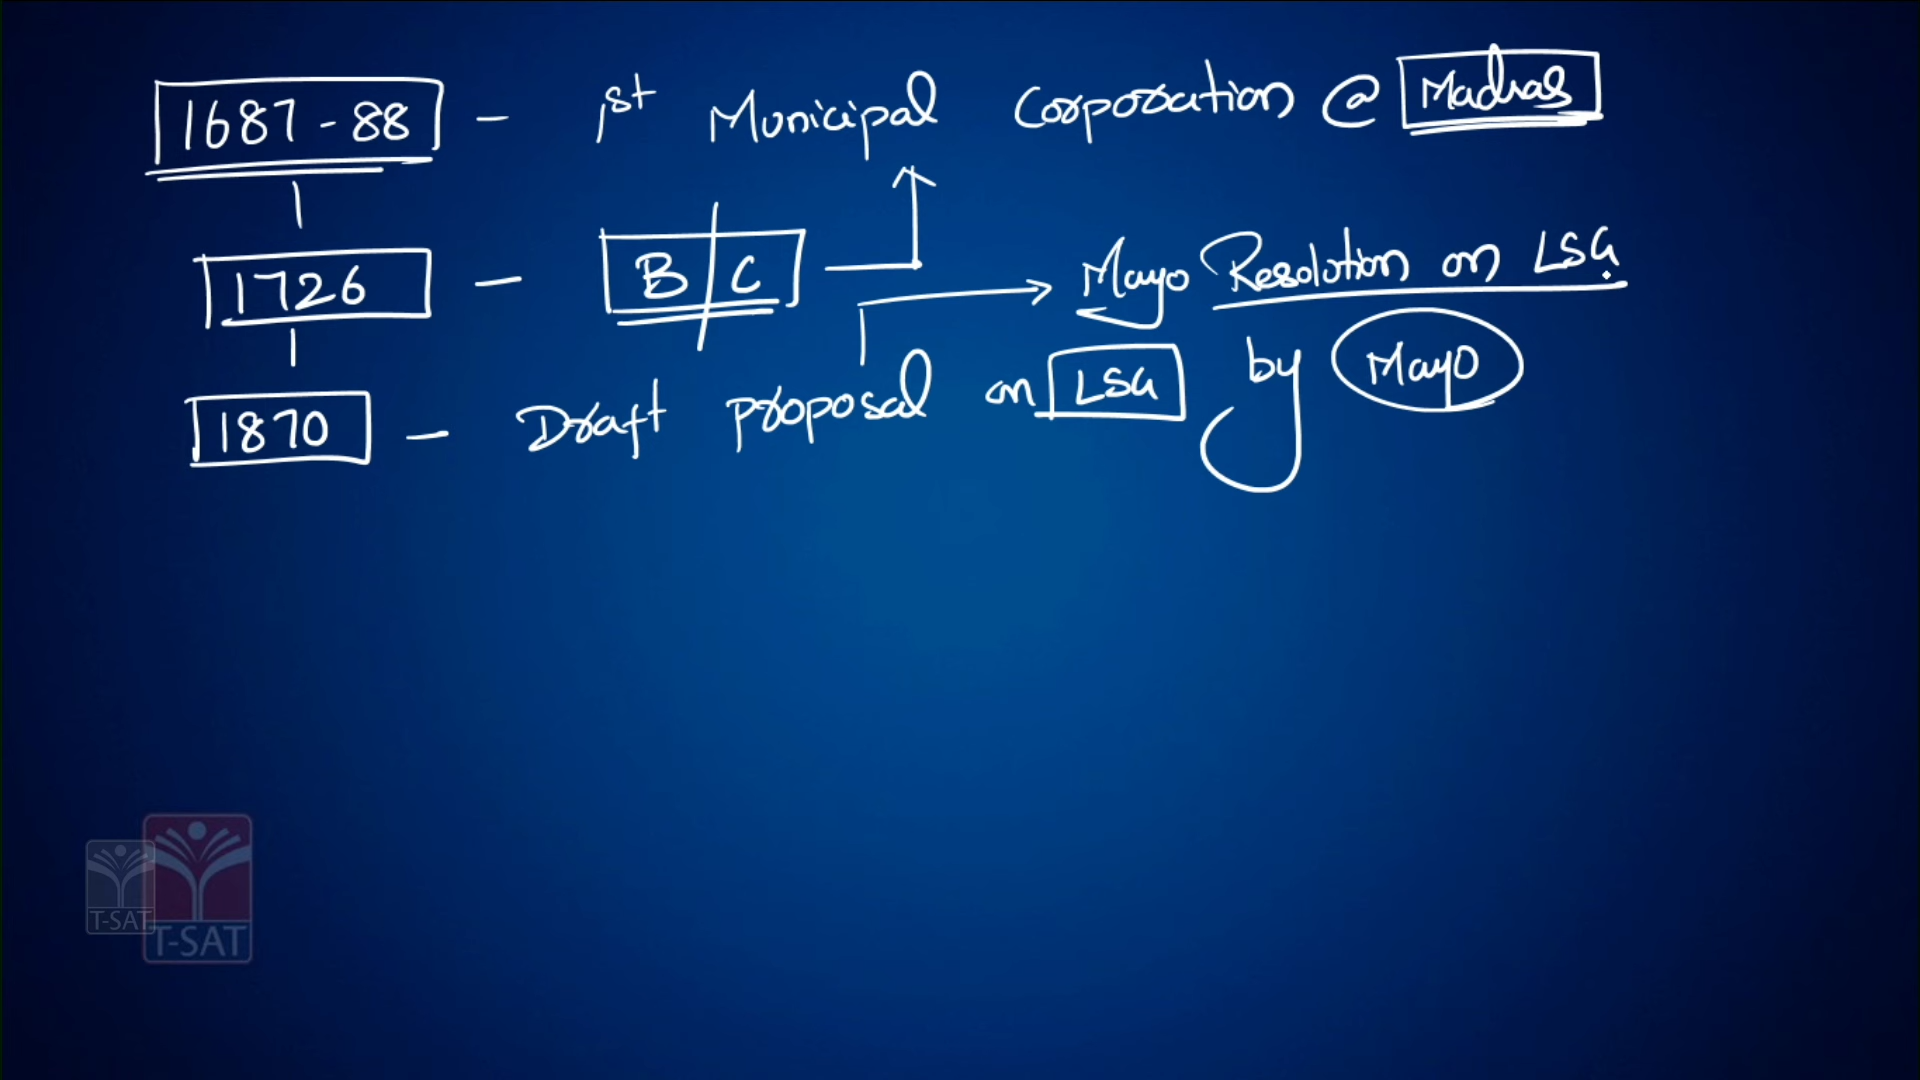 1687-88 - 1st Municipal Corporation @ Madras
1726 - B/C
Mayo Resolution on LSG
1870 - Draft proposal on LSG by Mayo
T-SAT
T-SAT